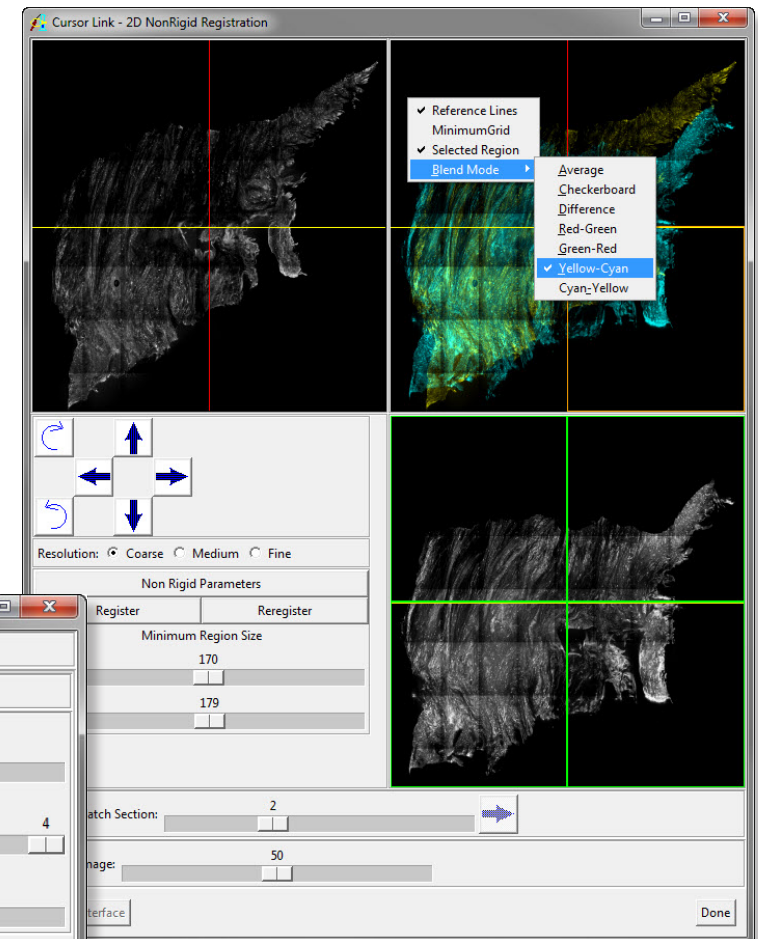 Cursor Link - 2D NonRigid Registration
Reference Lines
MinimumGrid
Selected Region
Blend Mode
Average
Checkerboard
Difference
Red-Green
Green-Red
Yellow-Cyan
Cyan-Yellow
Resolution: Coarse Medium Fine
Non Rigid Parameters
Register Reregister
Minimum Region Size
170
179
4
atch Section: 2
nage: 50
terface Done